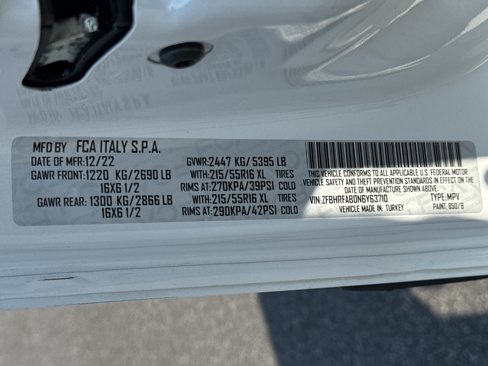 MFD BY FCA ITALY S.P.A.
DATE OF MFR:12/22 GVWR:2447 KG/ 5395 LB
GAWR FRONT:1220 KG/2690 LB WITH:215/55R16 XL TIRES
16X6 1/2 RIMS AT:270KPA/39PSI COLD
GAWR REAR:1300 KG/2866 LB WITH:215/55R16 XL TIRES
16X6 1/2 RIMS AT:290KPA/42PSI COLD
THIS VEHICLE CONFORMS TO ALL APPLICABLE U.S. FEDERAL MOTOR
VEHICLE SAFETY AND THEFT PREVENTION STANDARDS IN EFFECT ON THE
DATE OF MANUFACTURE SHOWN ABOVE.
VIN:ZFBHRFAB0N6Y63710 TYPE:MPV
MADE IN: TURKEY PAINT: 950/B